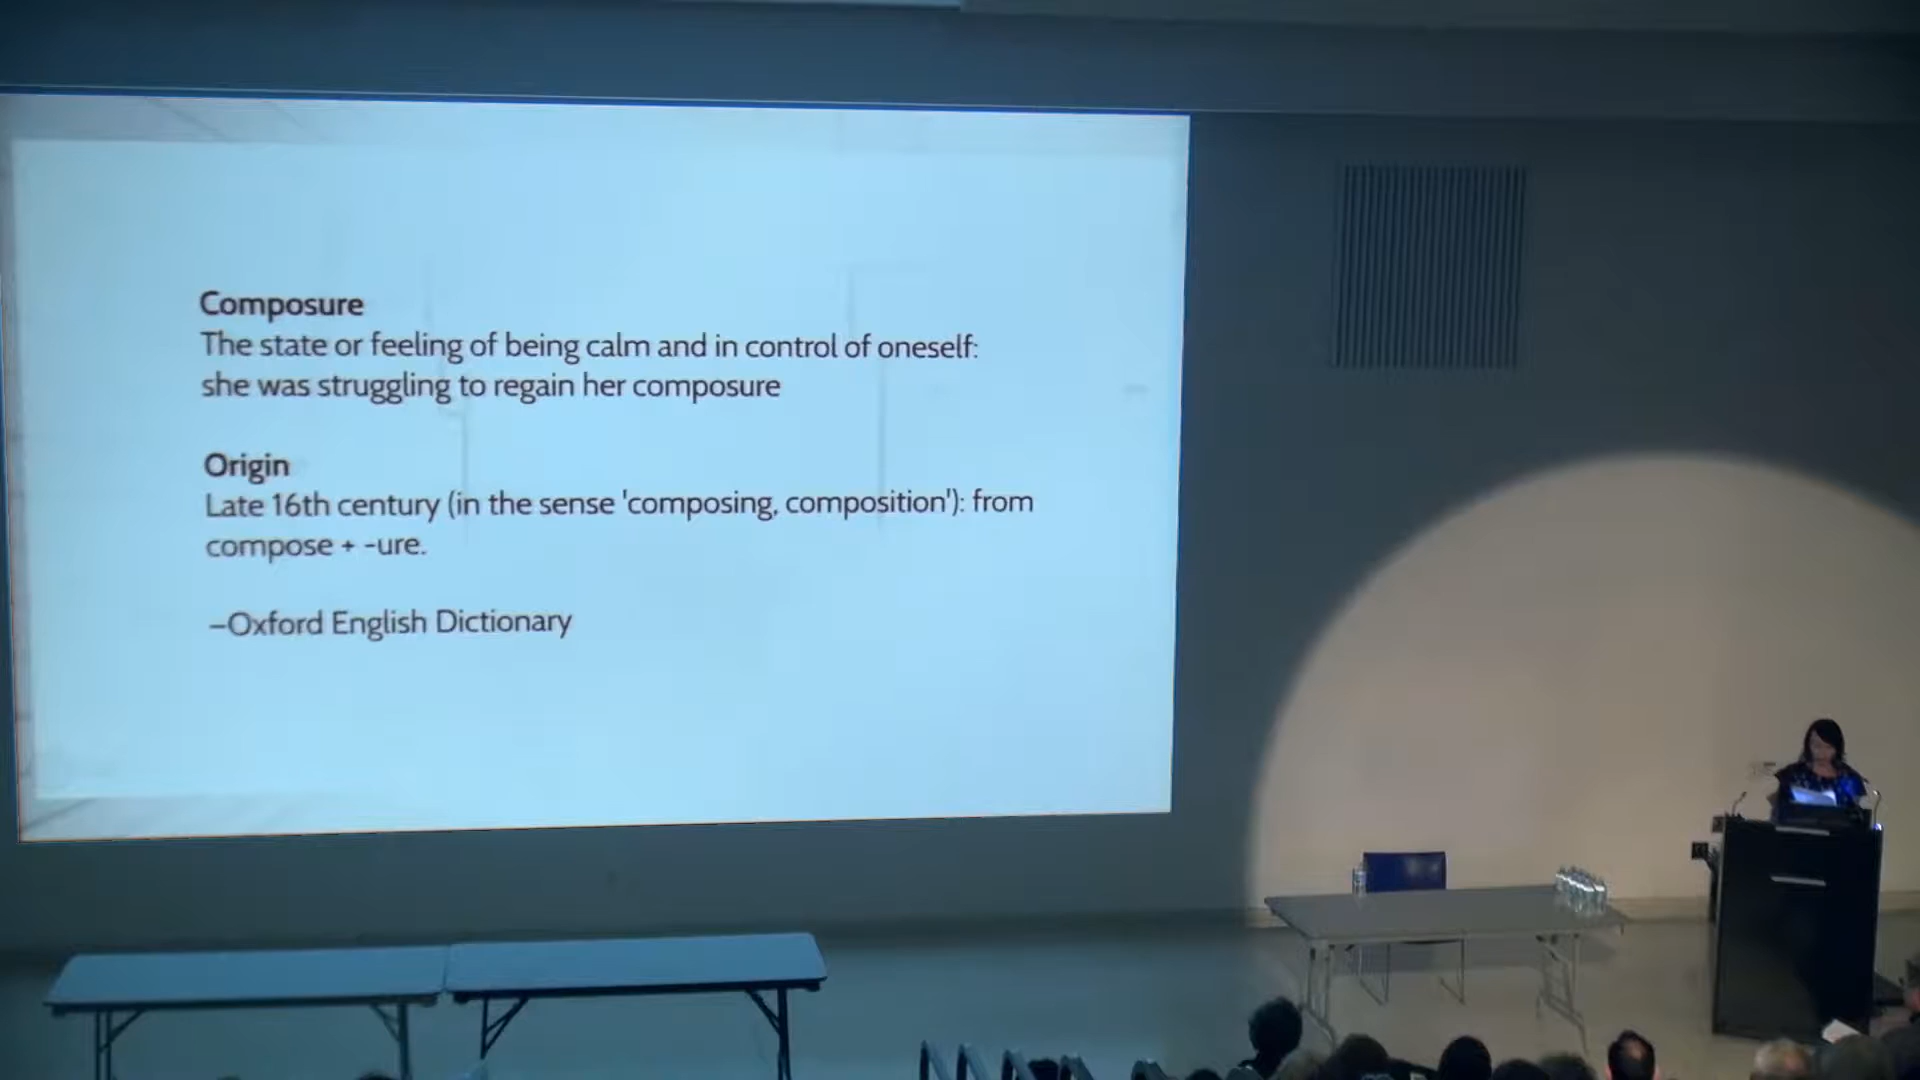 Composure
The state or feeling of being calm and in control of oneself:
she was struggling to regain her composure
Origin
Late 16th century (in the sense 'composing, composition'): from
compose + -ure.
–Oxford English Dictionary